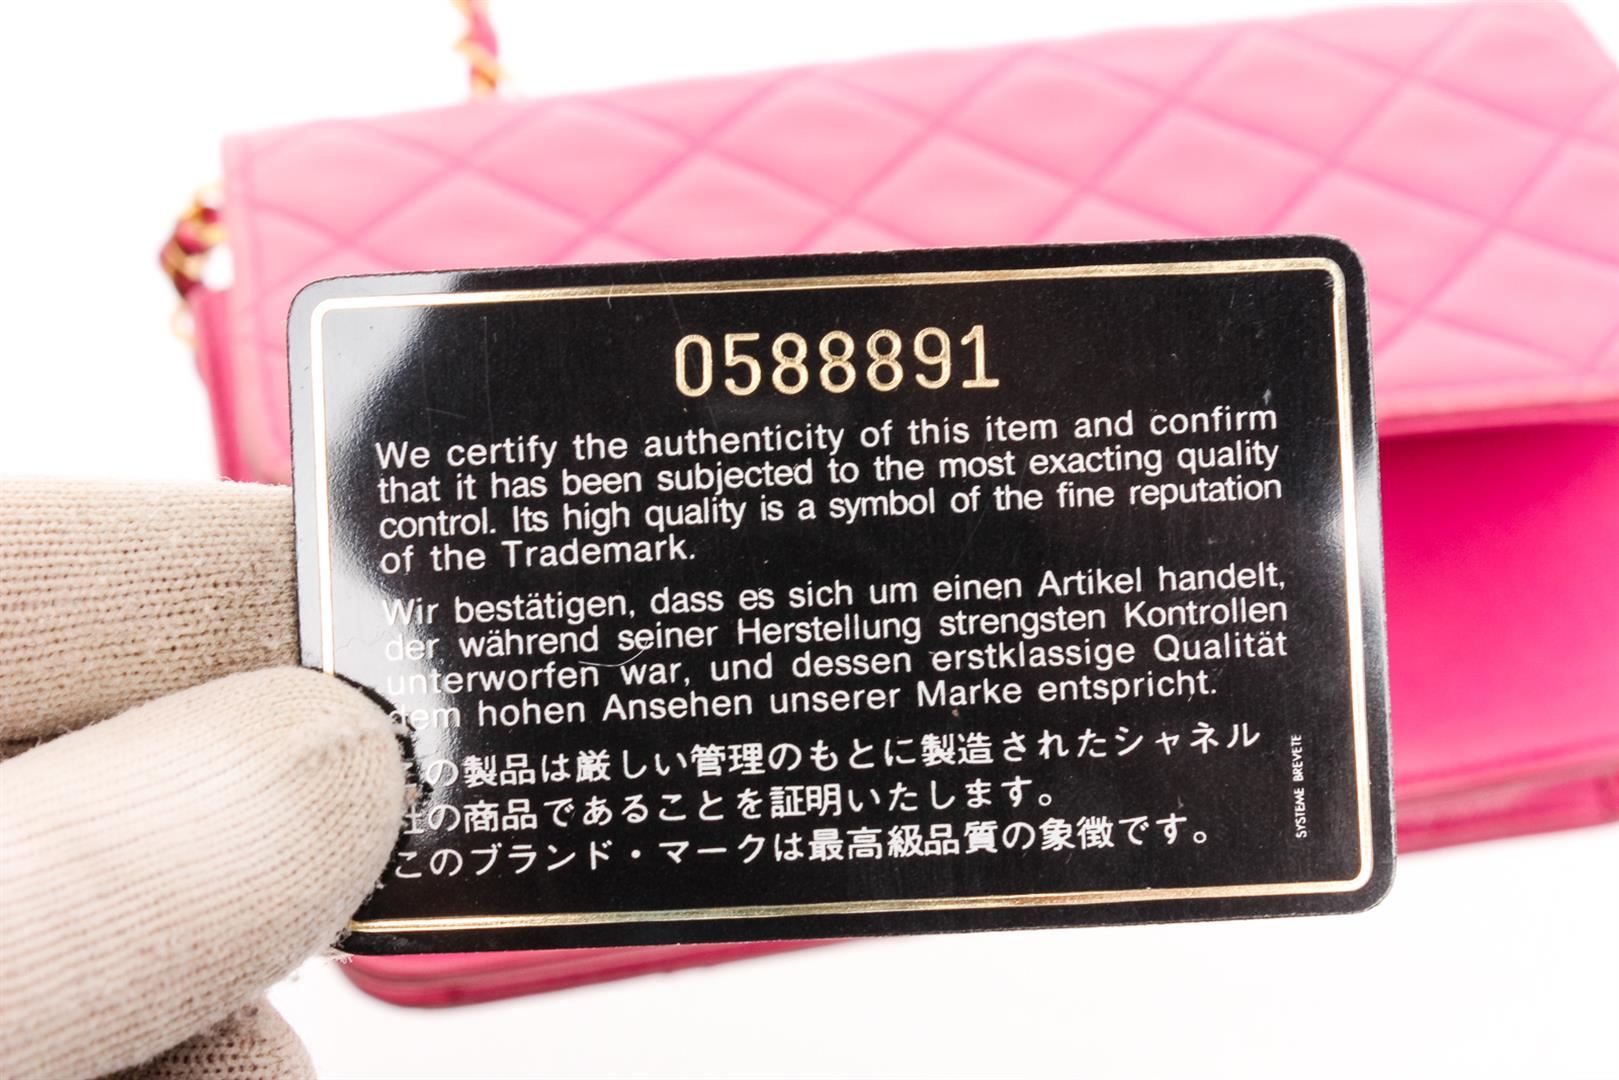 0588891
We certify the authenticity of this item and confirm
that it has been subjected to the most exacting quality
control. Its high quality is a symbol of the fine reputation
of the Trademark.
Wir bestätigen, dass es sich um einen Artikel handelt,
der während seiner Herstellung strengsten Kontrollen
unterworfen war, und dessen erstklassige Qualität
dem hohen Ansehen unserer Marke entspricht.
の製品は厳しい管理のもとに製造されたシャネル
社の商品であることを証明いたします。
このブランド・マークは最高級品質の象徴です。
SYSTEME BREVETE